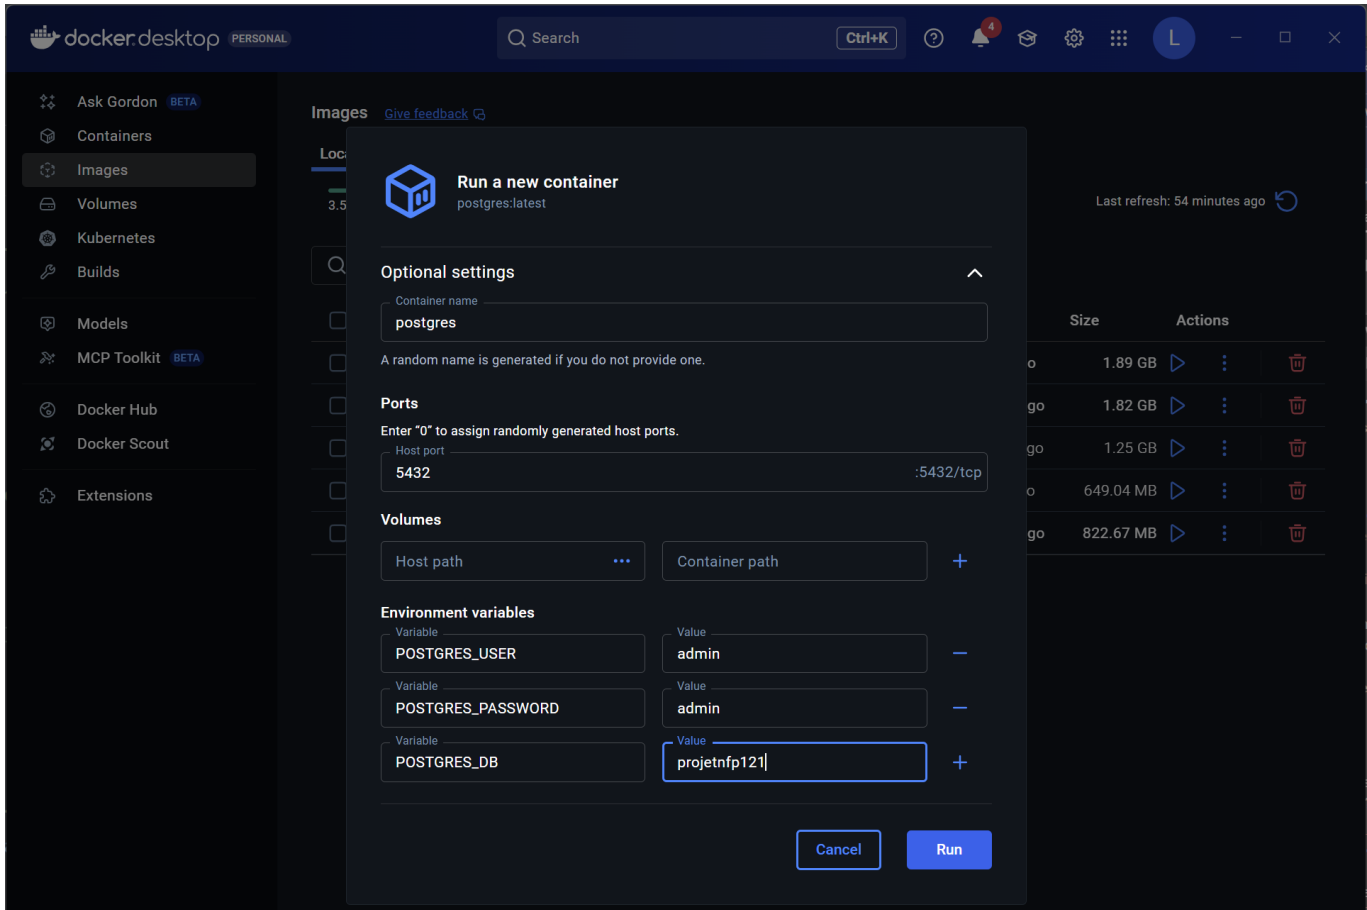 docker desktop PERSONAL
Search Ctrl+K 4 L
Ask Gordon BETA
Containers
Images
Volumes
Kubernetes
Builds
Models
MCP Toolkit BETA
Docker Hub
Docker Scout
Extensions
Images Give feedback
Loc
3.5
Last refresh: 54 minutes ago
Size Actions
o 1.89 GB
go 1.82 GB
go 1.25 GB
o 649.04 MB
go 822.67 MB
Run a new container
postgres:latest
Optional settings
Container name
postgres
A random name is generated if you do not provide one.
Ports
Enter “0” to assign randomly generated host ports.
Host port
5432 :5432/tcp
Volumes
Host path ••• Container path
Environment variables
Variable Value
POSTGRES_USER admin
Variable Value
POSTGRES_PASSWORD admin
Variable Value
POSTGRES_DB projetnfp121
Cancel Run